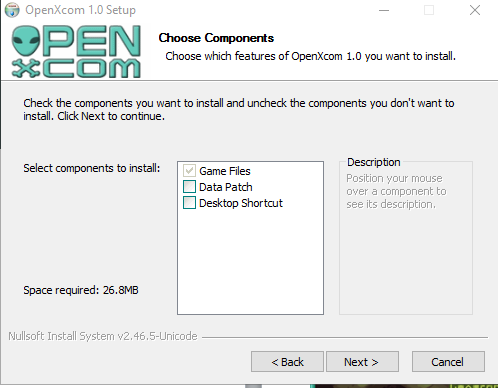 OpenXcom 1.0 Setup
OPEN
XCOM
Choose Components
Choose which features of OpenXcom 1.0 you want to install.
Check the components you want to install and uncheck the components you don't want to
install. Click Next to continue.
Select components to install:
Game Files
Data Patch
Desktop Shortcut
Description
Position your mouse
over a component to
see its description.
Space required: 26.8MB
Nullsoft Install System v2.46.5-Unicode
< Back
Next >
Cancel